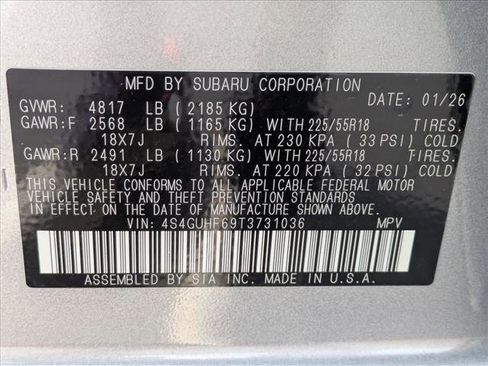 MFD BY SUBARU CORPORATION
GVWR: 4817 LB (2185 KG) DATE: 01/26
GAWR:F 2568 LB (1165 KG) WITH 225/55R18 TIRES.
18X7J RIMS. AT 230 KPA (33 PSI) COLD
GAWR:R 2491 LB (1130 KG) WITH 225/55R18 TIRES.
18X7J RIMS. AT 220 KPA (32 PSI) COLD
THIS VEHICLE CONFORMS TO ALL APPLICABLE FEDERAL MOTOR
VEHICLE SAFETY, BUMPER, AND THEFT PREVENTION STANDARDS
IN EFFECT ON THE DATE OF MANUFACTURE SHOWN ABOVE.
VIN: 4S4GUHF69T3731036 MPV
ASSEMBLED BY SIA INC. MADE IN U.S.A.